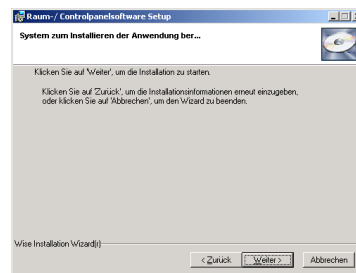 Raum-/ Controlpanelsoftware Setup
System zum Installieren der Anwendung ber...
Klicken Sie auf 'Weiter', um die Installation zu starten.
Klicken Sie auf 'Zurück', um die Installationsinformationen erneut einzugeben,
oder klicken Sie auf 'Abbrechen', um den Wizard zu beenden.
Wise Installation Wizard(r)
< Zurück
Weiter >
Abbrechen